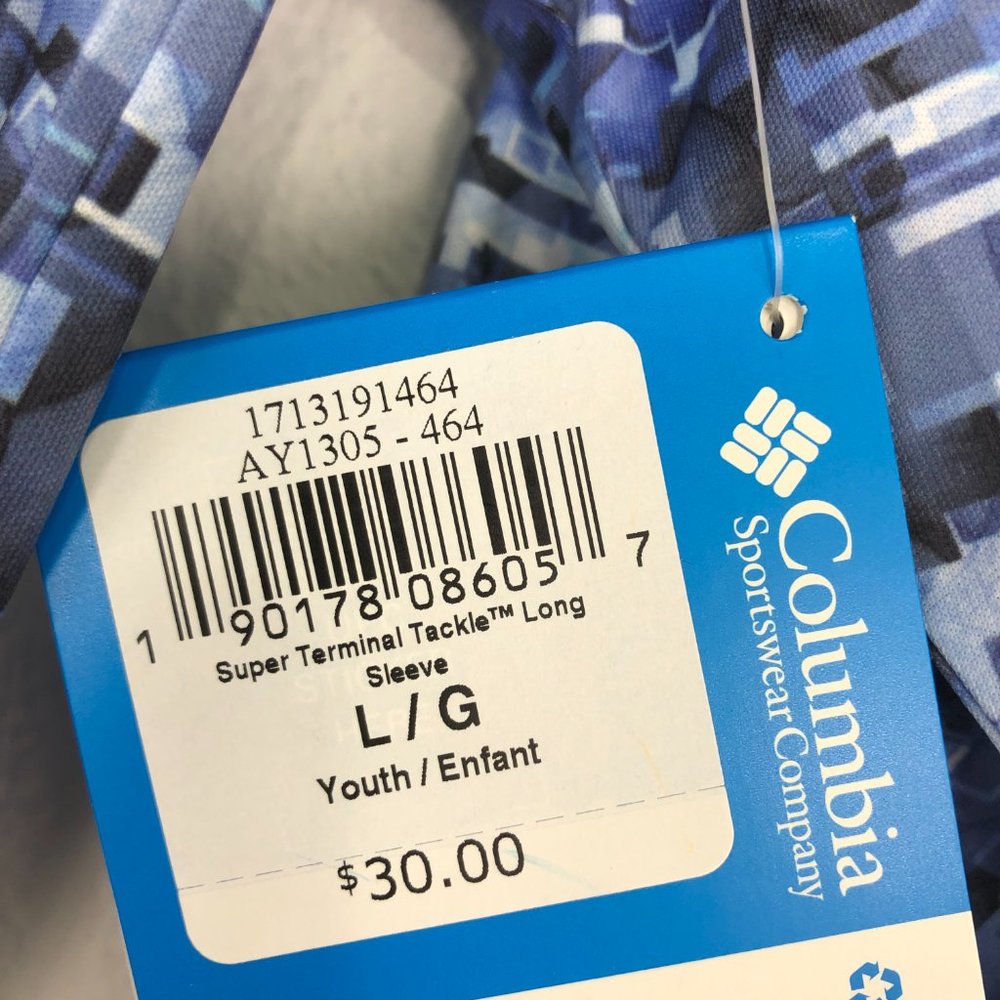 1713191464
AY1305 - 464
1 90178 08605 7
Super Terminal Tackle™ Long
Sleeve
L / G
Youth / Enfant
$30.00
Columbia
Sportswear Company